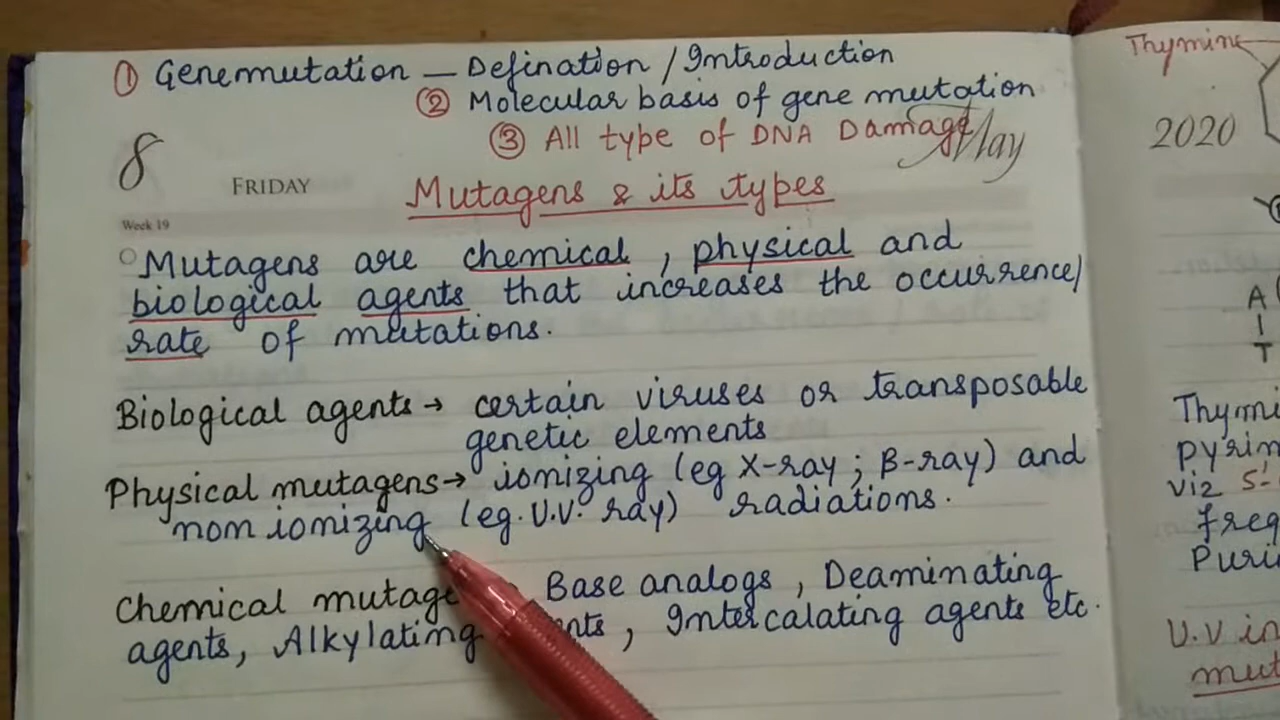 ① Genemutation — Defination / Introduction
② Molecular basis of gene mutation
③ All type of DNA Damage
8 FRIDAY May
Week 19
Mutagens & its types
Mutagens are chemical , physical and
biological agents that increases the occurrence/
rate of mutations.
Biological agents → certain viruses or transposable
genetic elements
Physical mutagens → ionizing (eg X-ray ; β-ray) and
non ionizing (eg. U.V. ray) radiations.
Chemical Base analogs , Deaminating
agents, Alkylating , Intercalating agents etc.
Thymine
2020
A
T
Thymi
pyrim
viz 5'
freq
Puri
U.V in
mut